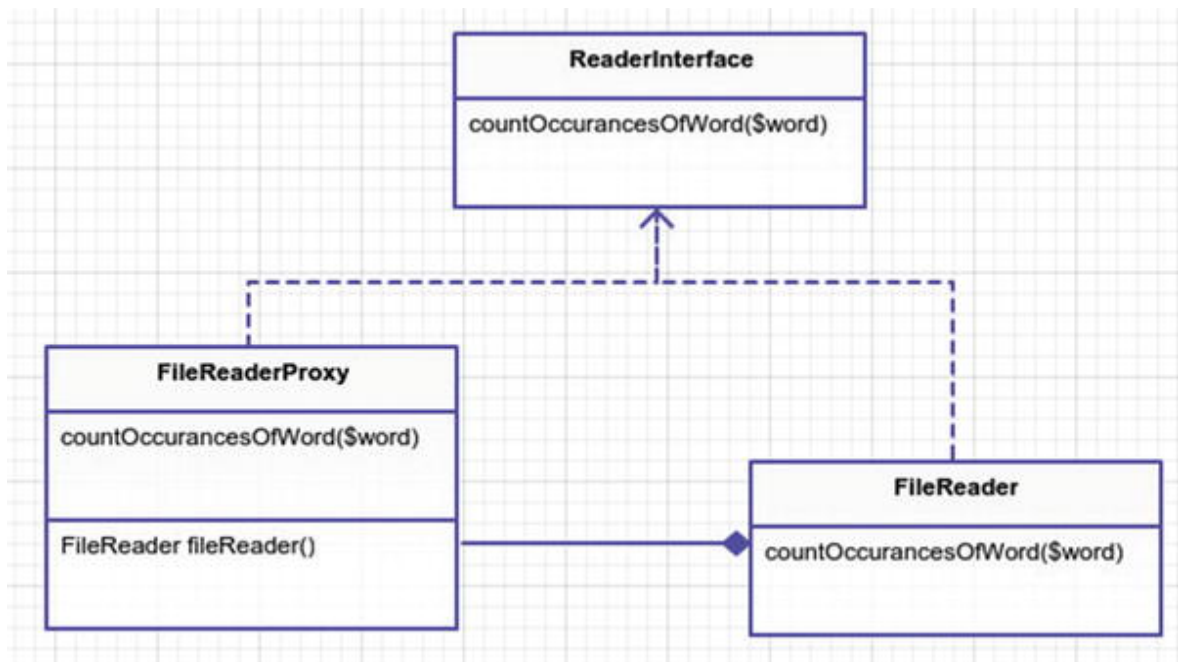 ReaderInterface
countOccurancesOfWord($word)
FileReaderProxy
countOccurancesOfWord($word)
FileReader fileReader()
FileReader
countOccurancesOfWord($word)